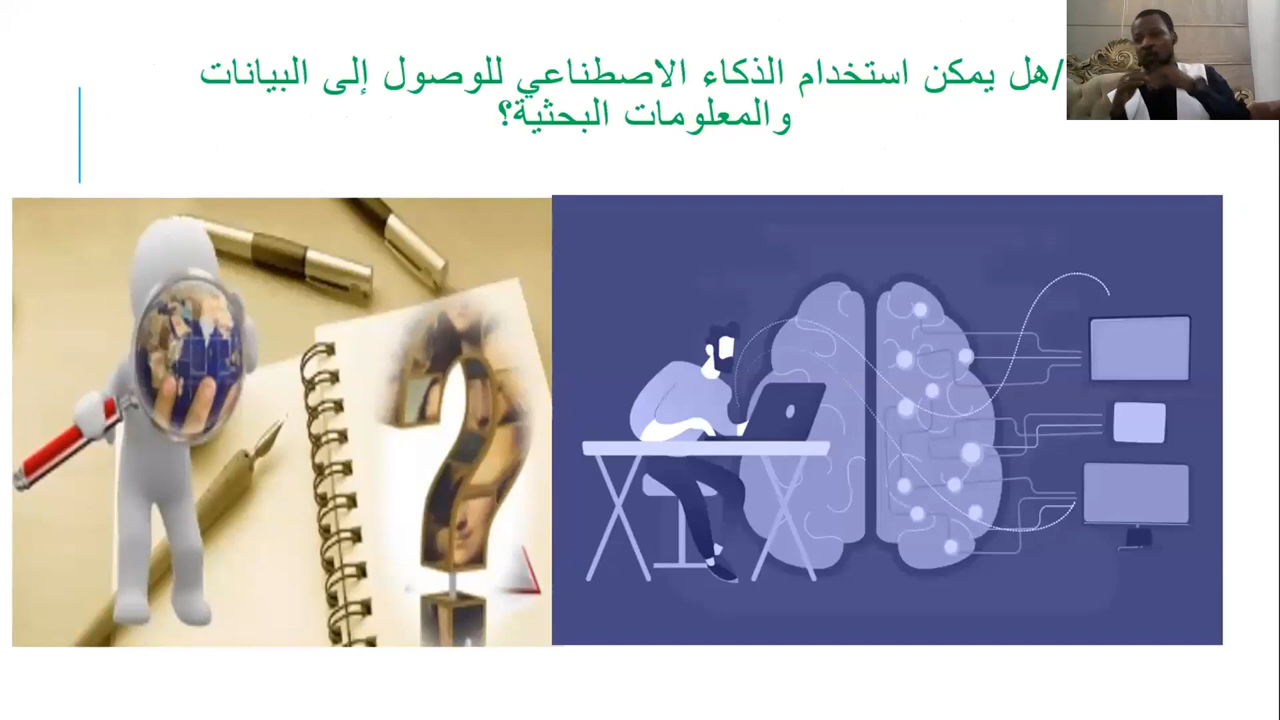 /هل يمكن استخدام الذكاء الاصطناعي للوصول إلى البيانات
والمعلومات البحثية؟